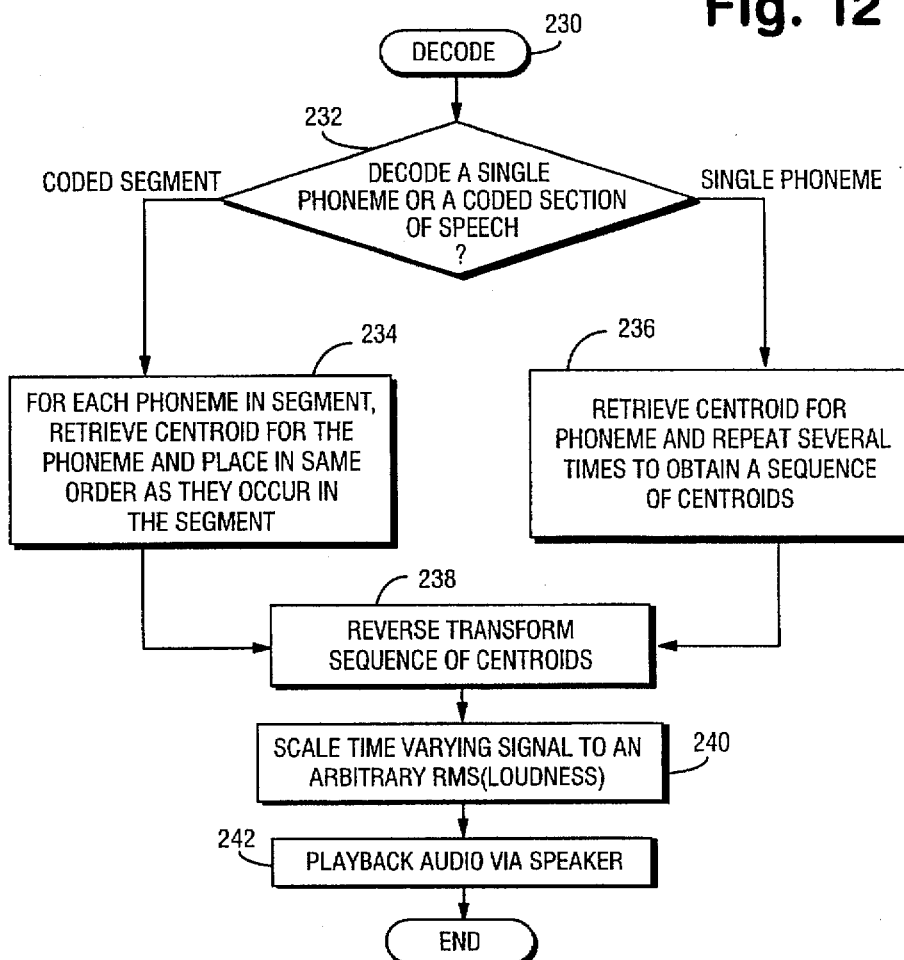 Fig. 12
DECODE
230
232
DECODE A SINGLE
PHONEME OR A CODED SECTION
OF SPEECH
?
CODED SEGMENT
SINGLE PHONEME
234
FOR EACH PHONEME IN SEGMENT,
RETRIEVE CENTROID FOR THE
PHONEME AND PLACE IN SAME
ORDER AS THEY OCCUR IN
THE SEGMENT
236
RETRIEVE CENTROID FOR
PHONEME AND REPEAT SEVERAL
TIMES TO OBTAIN A SEQUENCE
OF CENTROIDS
238
REVERSE TRANSFORM
SEQUENCE OF CENTROIDS
SCALE TIME VARYING SIGNAL TO AN
ARBITRARY RMS(LOUDNESS)
240
242
PLAYBACK AUDIO VIA SPEAKER
END